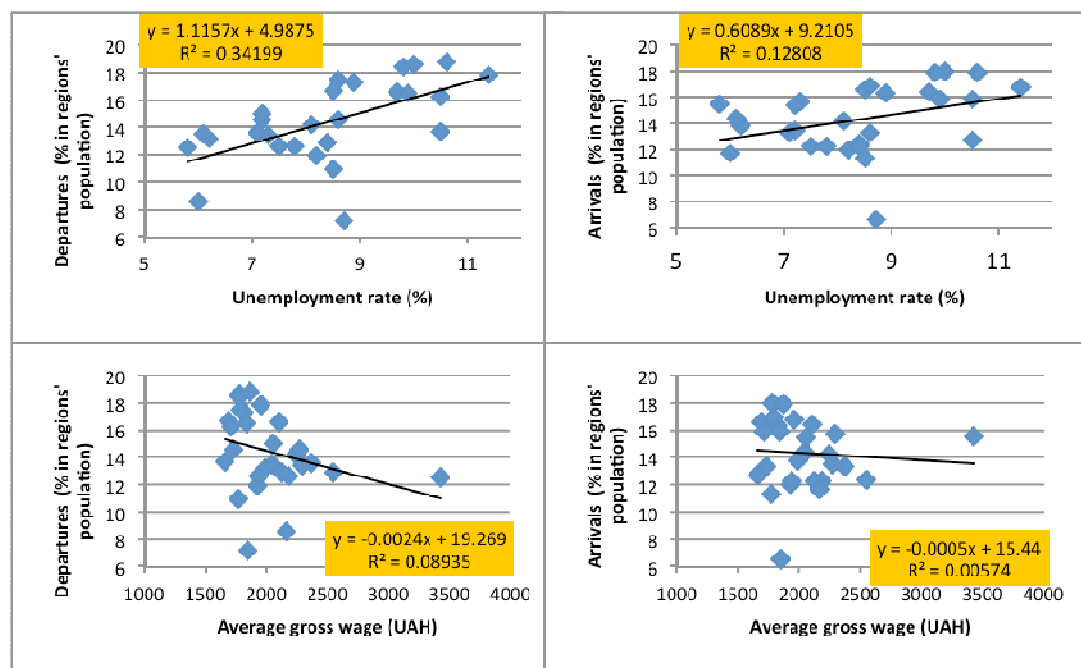 y = 1.1157x + 4.9875
R² = 0.34199
Departures (% in regions'
population)
20
18
16
14
12
10
8
6
5
7
9
11
Unemployment rate (%)
y = 0.6089x + 9.2105
R² = 0.12808
Arrivals (% in regions'
population)
20
18
16
14
12
10
8
6
5
7
9
11
Unemployment rate (%)
Departures (% in regions'
population)
20
18
16
14
12
10
8
6
y = -0.0024x + 19.269
R² = 0.08935
1000
1500
2000
2500
3000
3500
4000
Average gross wage (UAH)
Arrivals (% in regions'
population)
20
18
16
14
12
10
8
6
y = -0.0005x + 15.44
R² = 0.00574
1000
1500
2000
2500
3000
3500
4000
Average gross wage (UAH)